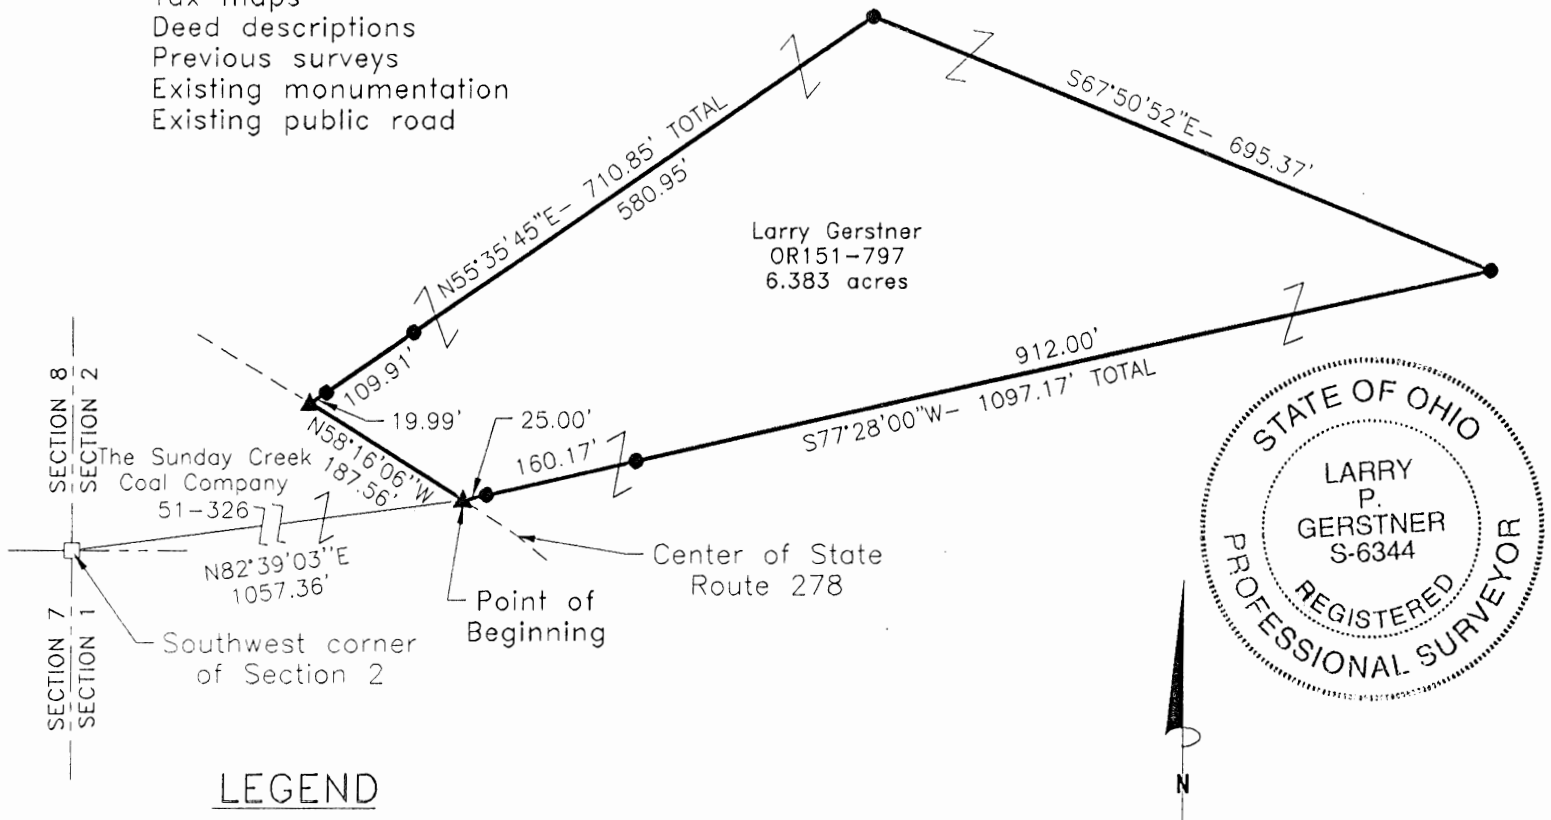 Tax maps
Deed descriptions
Previous surveys
Existing monumentation
Existing public road
N55°35'45"E- 710.85' TOTAL
580.95'
S67°50'52"E- 695.37'
Larry Gerstner
OR151-797
6.383 acres
109.91'
19.99'
25.00'
160.17'
912.00'
S77°28'00"W- 1097.17' TOTAL
N58°16'06"W
187.56'
SECTION 8
SECTION 2
The Sunday Creek
Coal Company
51-326
N82°39'03"E
1057.36'
SECTION 7
SECTION 1
Southwest corner
of Section 2
Point of
Beginning
Center of State
Route 278
STATE OF OHIO
LARRY
P.
GERSTNER
S-6344
REGISTERED
PROFESSIONAL SURVEYOR
N
LEGEND